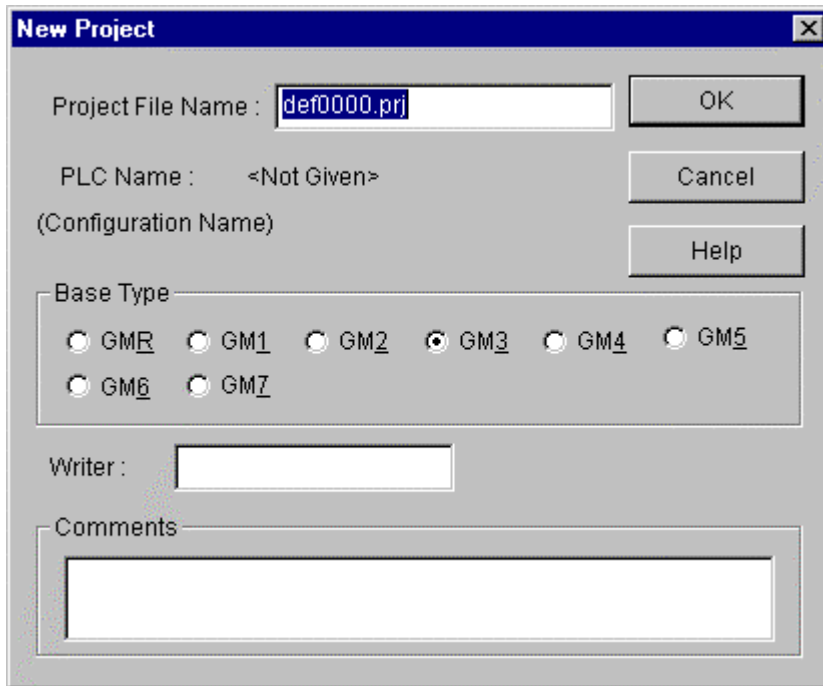 New Project
Project File Name : def0000.prj OK
PLC Name : <Not Given> Cancel
(Configuration Name)
Help
Base Type
GMR GM1 GM2 GM3 GM4 GM5
GM6 GM7
Writer :
Comments